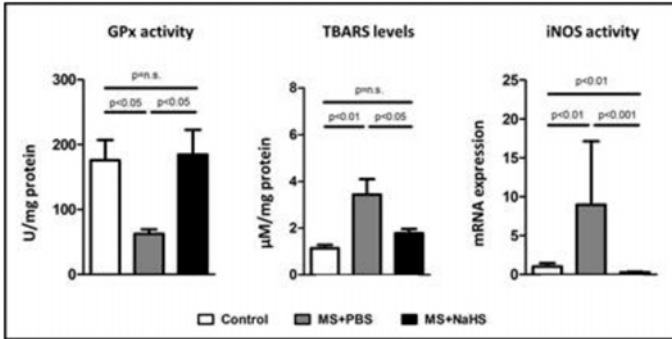 GPx activity
TBARS levels
iNOS activity
U/mg protein
300
200
100
0
p=n.s.
p<0.05
p<0.05
µM/mg protein
8
6
4
2
0
p=n.s.
p<0.01
p<0.05
mRNA expression
25
20
15
10
5
0
p<0.01
p<0.01
p<0.001
Control
MS+PBS
MS+NaHS